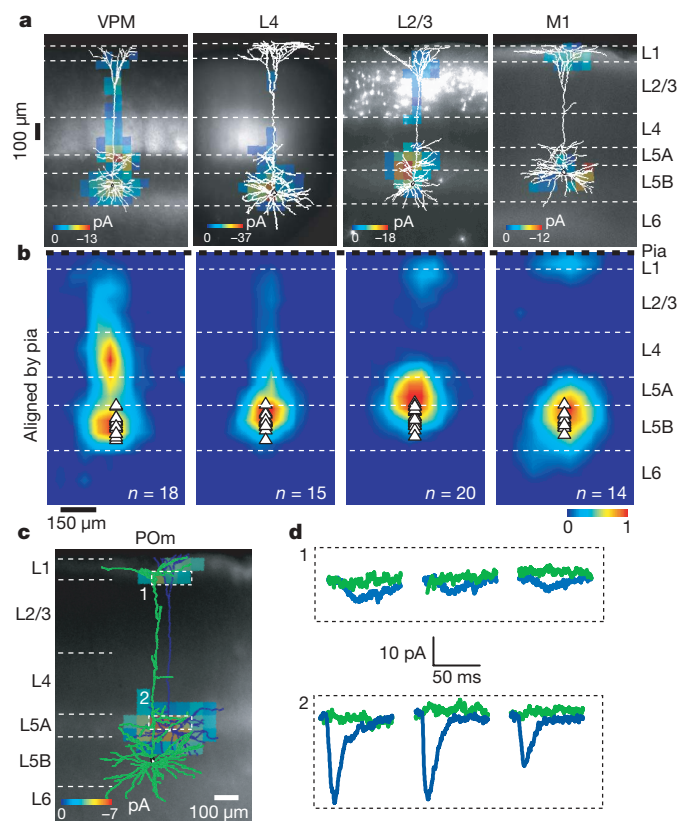 a VPM L4 L2/3 M1
L1
L2/3
L4
L5A
L5B
L6
100 µm
pA pA pA pA
0 -13 0 -37 0 -18 0 -12
b Pia
L1
L2/3
L4
L5A
L5B
L6
Aligned by pia
n = 18 n = 15 n = 20 n = 14
150 µm
0 1
c POm
L1
L2/3
L4
L5A
L5B
L6
1
2
pA
0 -7
100 µm
d
1
10 pA
50 ms
2